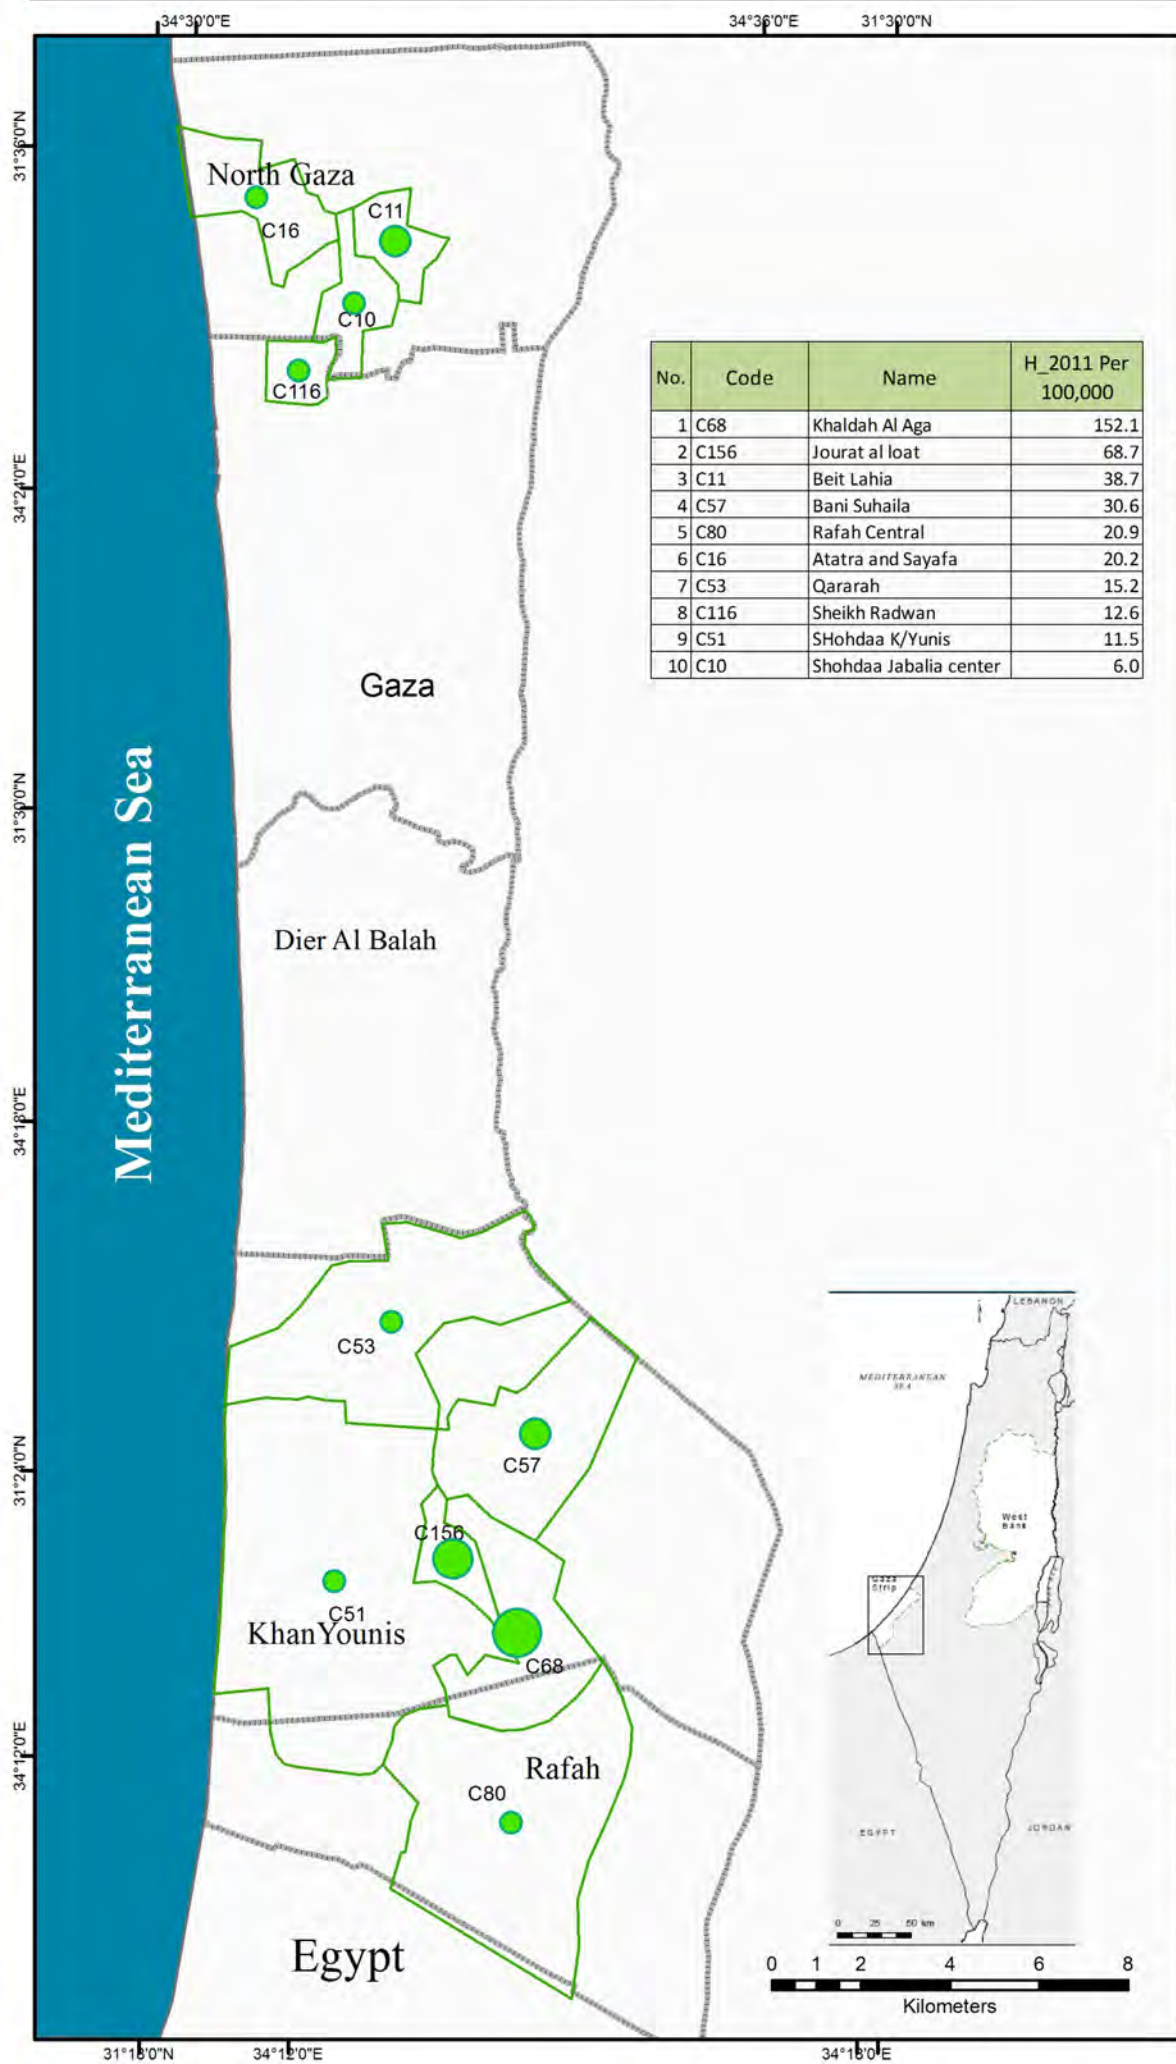 34°30'0"E
34°36'0"E
31°30'0"N
31°36'0"N
North Gaza
C11
C16
C10
C116
No. Code Name H_2011 Per 100,000
1 C68 Khaldah Al Aga 152.1
2 C156 Jourat al loat 68.7
3 C11 Beit Lahia 38.7
4 C57 Bani Suhaila 30.6
5 C80 Rafah Central 20.9
6 C16 Atatra and Sayafa 20.2
7 C53 Qararah 15.2
8 C116 Sheikh Radwan 12.6
9 C51 SHohdaa K/Yunis 11.5
10 C10 Shohdaa Jabalia center 6.0
34°24'0"E
Gaza
Mediterranean Sea
31°30'0"N
Dier Al Balah
34°18'0"E
C53
C57
31°24'0"N
C156
C51
KhanYounis
C68
34°12'0"E
Rafah
C80
Egypt
LEBANON
MEDITERRANEAN
SEA
West
Bank
Gaza
Strip
EGYPT
JORDAN
0 25 50 km
0 1 2 4 6 8
Kilometers
31°18'0"N
34°12'0"E
34°18'0"E